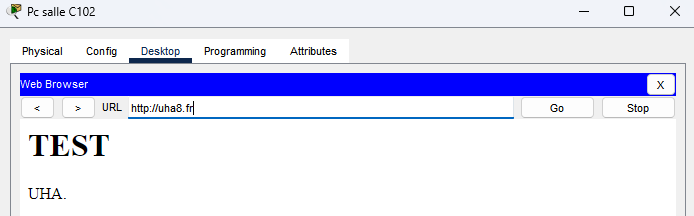 Pc salle C102
Physical Config Desktop Programming Attributes
Web Browser X
< > URL http://uha8.fr Go Stop
TEST
UHA.